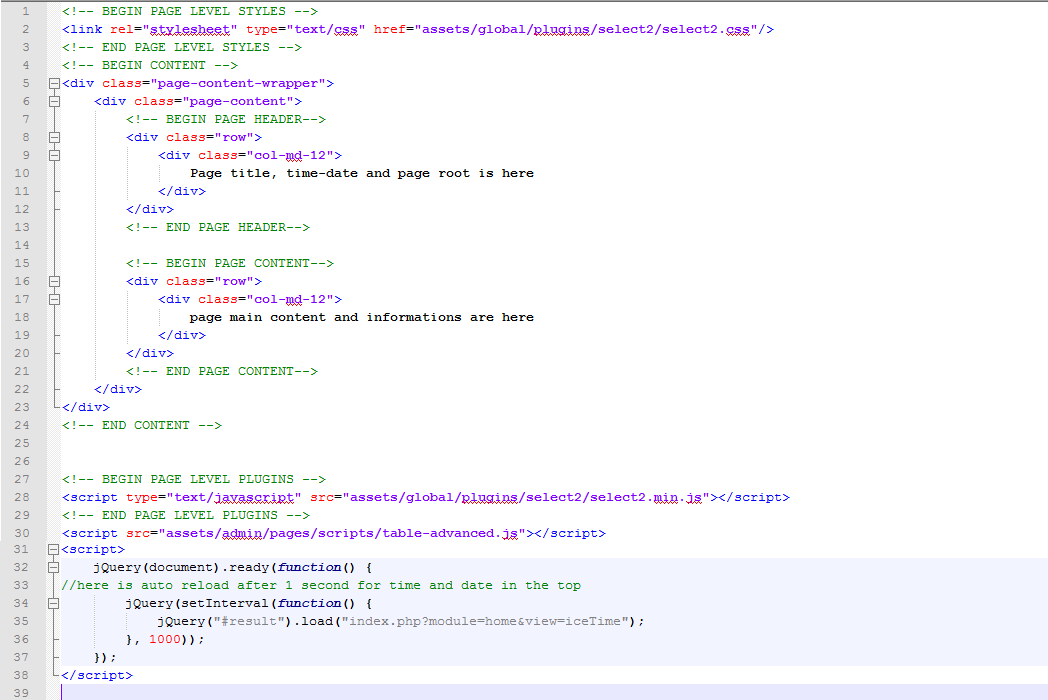 1 <!-- BEGIN PAGE LEVEL STYLES -->
2 <link rel="stylesheet" type="text/css" href="assets/global/plugins/select2/select2.css"/>
3 <!-- END PAGE LEVEL STYLES -->
4 <!-- BEGIN CONTENT -->
5 <div class="page-content-wrapper">
6     <div class="page-content">
7         <!-- BEGIN PAGE HEADER-->
8         <div class="row">
9             <div class="col-md-12">
10                 Page title, time-date and page root is here
11             </div>
12         </div>
13         <!-- END PAGE HEADER-->
14
15         <!-- BEGIN PAGE CONTENT-->
16         <div class="row">
17             <div class="col-md-12">
18                 page main content and informations are here
19             </div>
20         </div>
21         <!-- END PAGE CONTENT-->
22     </div>
23 </div>
24 <!-- END CONTENT -->
25
26
27 <!-- BEGIN PAGE LEVEL PLUGINS -->
28 <script type="text/javascript" src="assets/global/plugins/select2/select2.min.js"></script>
29 <!-- END PAGE LEVEL PLUGINS -->
30 <script src="assets/admin/pages/scripts/table-advanced.js"></script>
31 <script>
32     jQuery(document).ready(function() {
33 //here is auto reload after 1 second for time and date in the top
34         jQuery(setInterval(function() {
35             jQuery("#result").load("index.php?module=home&view=iceTime");
36         }, 1000));
37     });
38 </script>
39